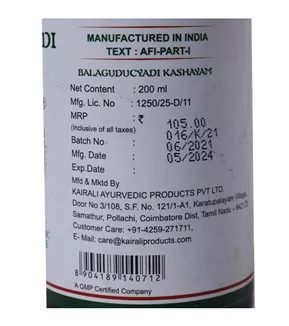 DI
MANUFACTURED IN INDIA
TEXT : AFI-PART-I
BALAGUDUCYADI KASHAYAM
Net Content : 200 ml
Mfg. Lic. No : 1250/25-D/11
MRP : ₹ 105.00
(inclusive of all taxes)
Batch No : 016/K/21
Mfg. Date : 06/2021
Exp.Date : 05/2024
Mfd & Mktd By
KAIRALI AYURVEDIC PRODUCTS PVT LTD.
Door No 3/108, S.F. No. 121/1-A1, Karatupalayam Village,
Samathur, Pollachi, Coimbatore Dist, Tamil Nadu –
Customer Care: +91-4259-271711,
E- Mail: care@kairaliproducts.com
8 904189 140712
A GMP Certified Company